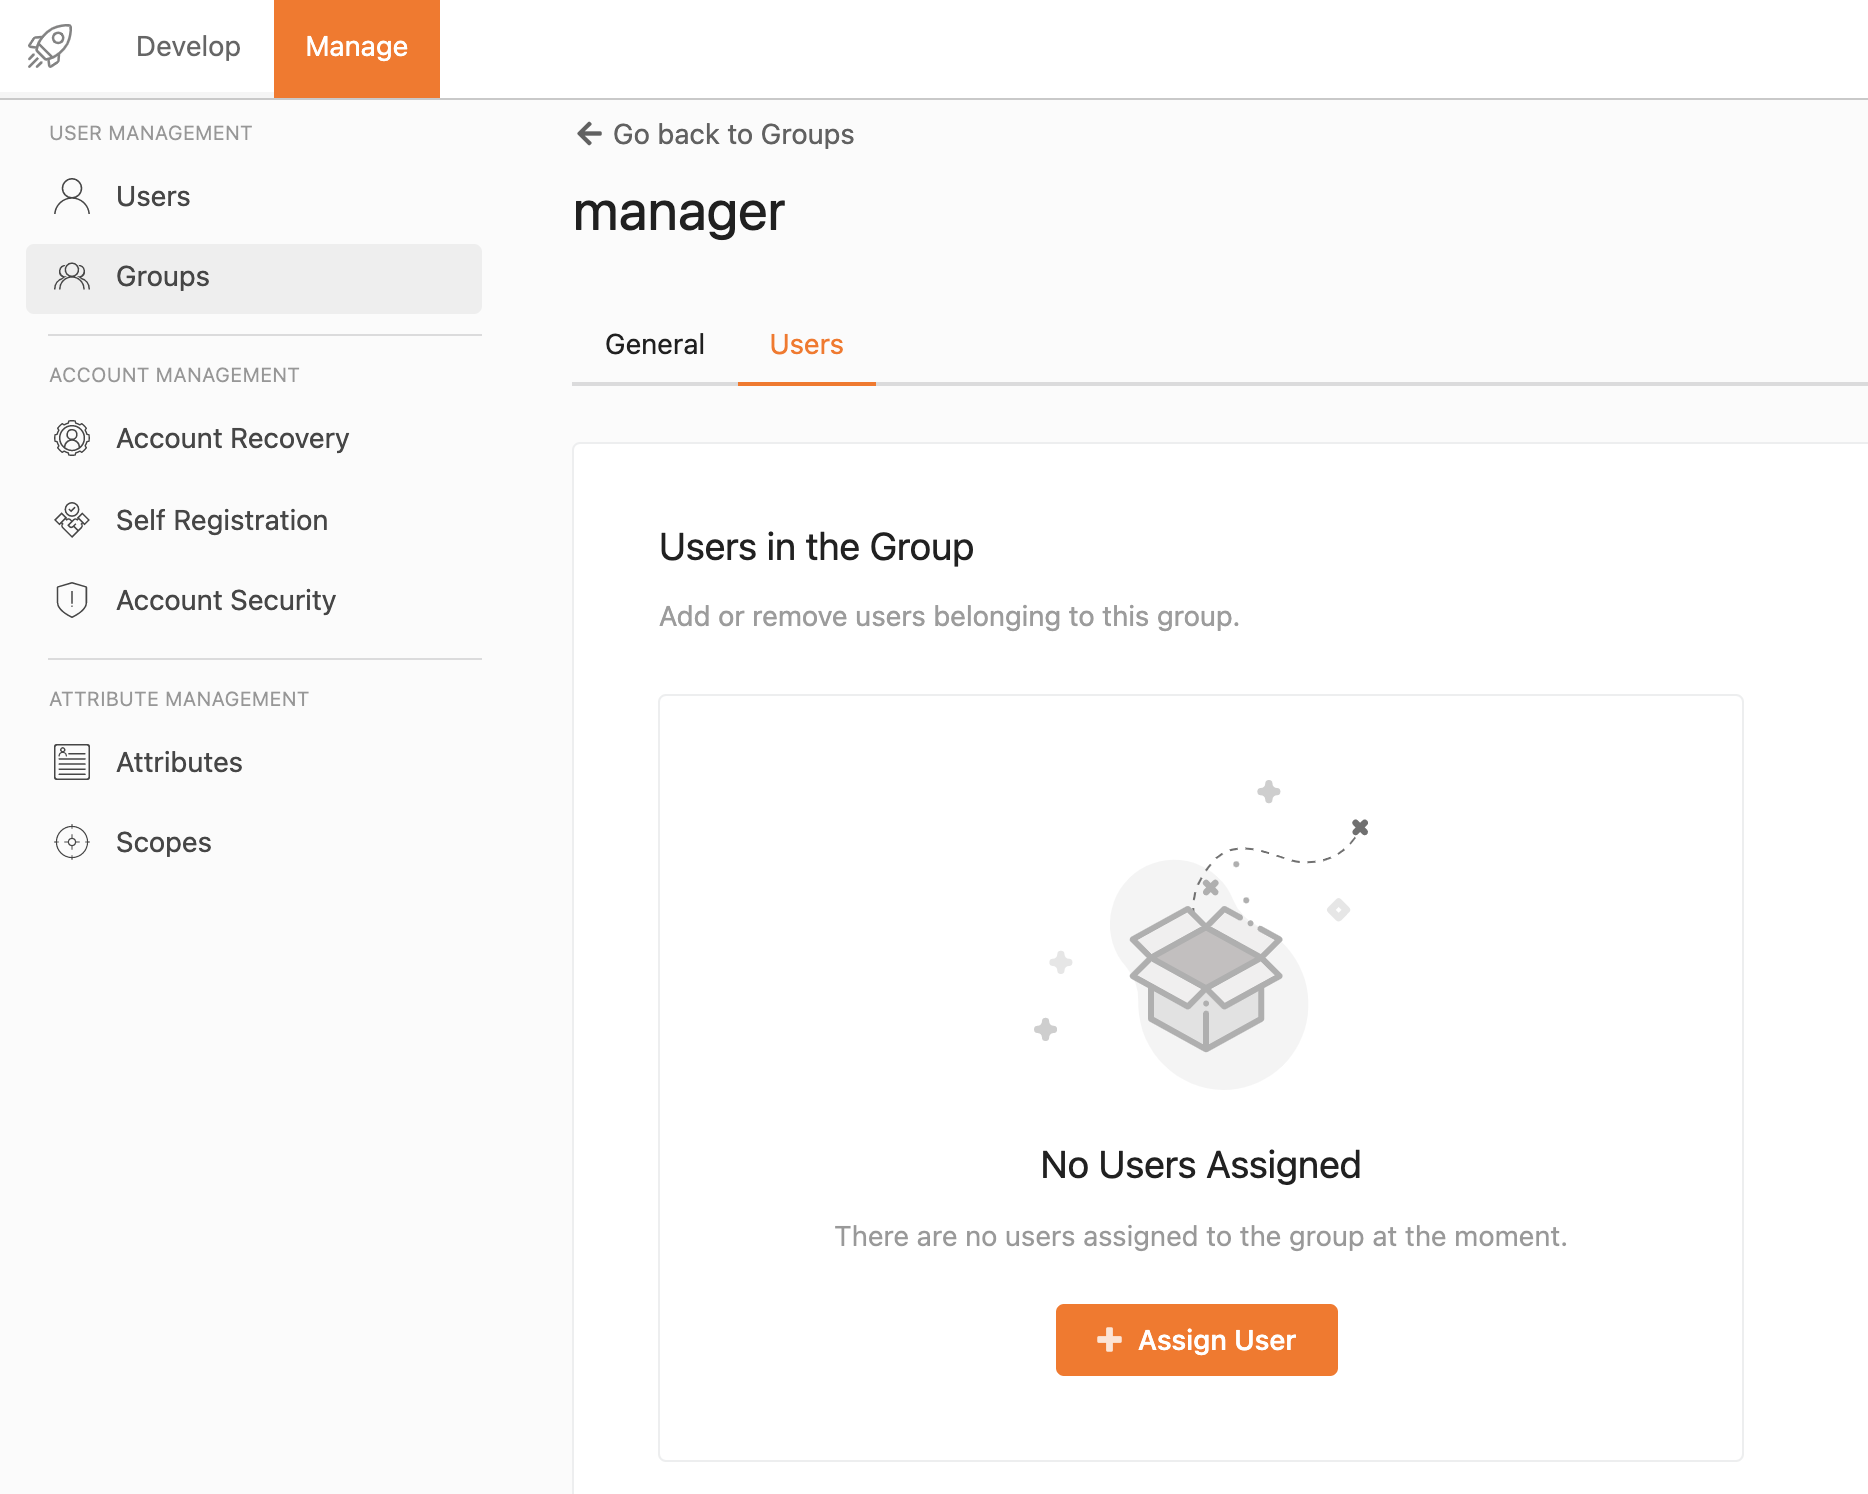 Develop
Manage
USER MANAGEMENT
Users
Groups
ACCOUNT MANAGEMENT
Account Recovery
Self Registration
Account Security
ATTRIBUTE MANAGEMENT
Attributes
Scopes
Go back to Groups
manager
General
Users
Users in the Group
Add or remove users belonging to this group.
No Users Assigned
There are no users assigned to the group at the moment.
Assign User